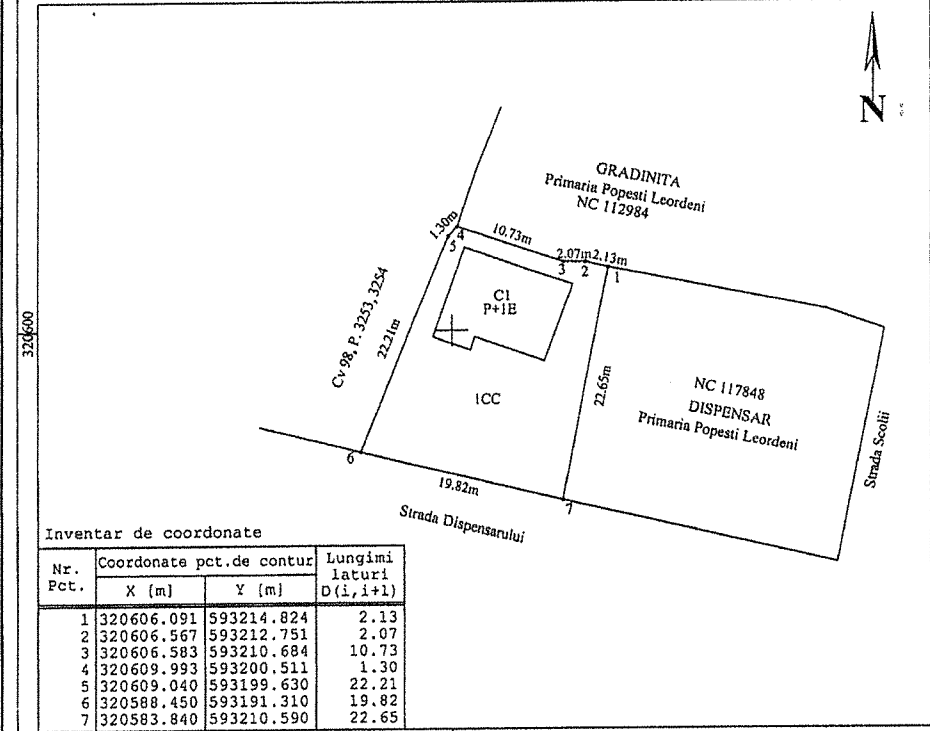 N
GRADINITA
Primaria Popesti Leordeni
NC 112984
1.30m
4
5
10.73m
2.07m
2.13m
3
2
1
C1
P+1E
320600
Cv 98, P. 3253, 3254
22.21m
1CC
22.65m
NC 117848
DISPENSAR
Primaria Popesti Leordeni
Strada Scolii
6
19.82m
7
Strada Dispensarului
Inventar de coordonate
Nr. Pct. Coordonate pct.de contur Lungimi laturi D(i,i+1)
X [m] Y [m]
1 320606.091 593214.824 2.13
2 320606.567 593212.751 2.07
3 320606.583 593210.684 10.73
4 320609.993 593200.511 1.30
5 320609.040 593199.630 22.21
6 320588.450 593191.310 19.82
7 320583.840 593210.590 22.65